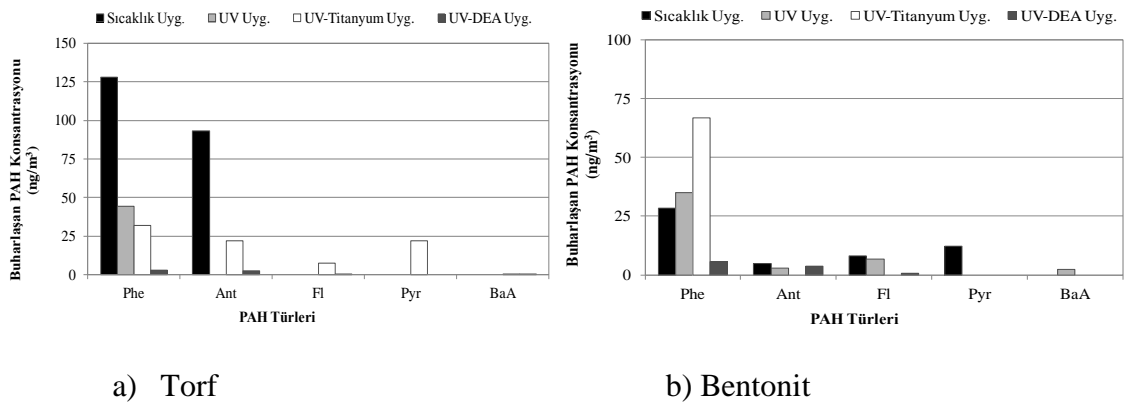 ■Sıcaklık Uyg. ■UV Uyg. □UV-Titanyum Uyg. ■UV-DEA Uyg.
Buharlaşan PAH Konsantrasyonu
(ng/m³)
150
125
100
75
50
25
0
Phe Ant Fl Pyr BaA
PAH Türleri
a) Torf
■Sıcaklık Uyg. ■UV Uyg. □UV-Titanyum Uyg. ■UV-DEA Uyg.
Buharlaşan PAH Konsantrasyonu
(ng/m³)
100
75
50
25
0
Phe Ant Fl Pyr BaA
PAH Türleri
b) Bentonit